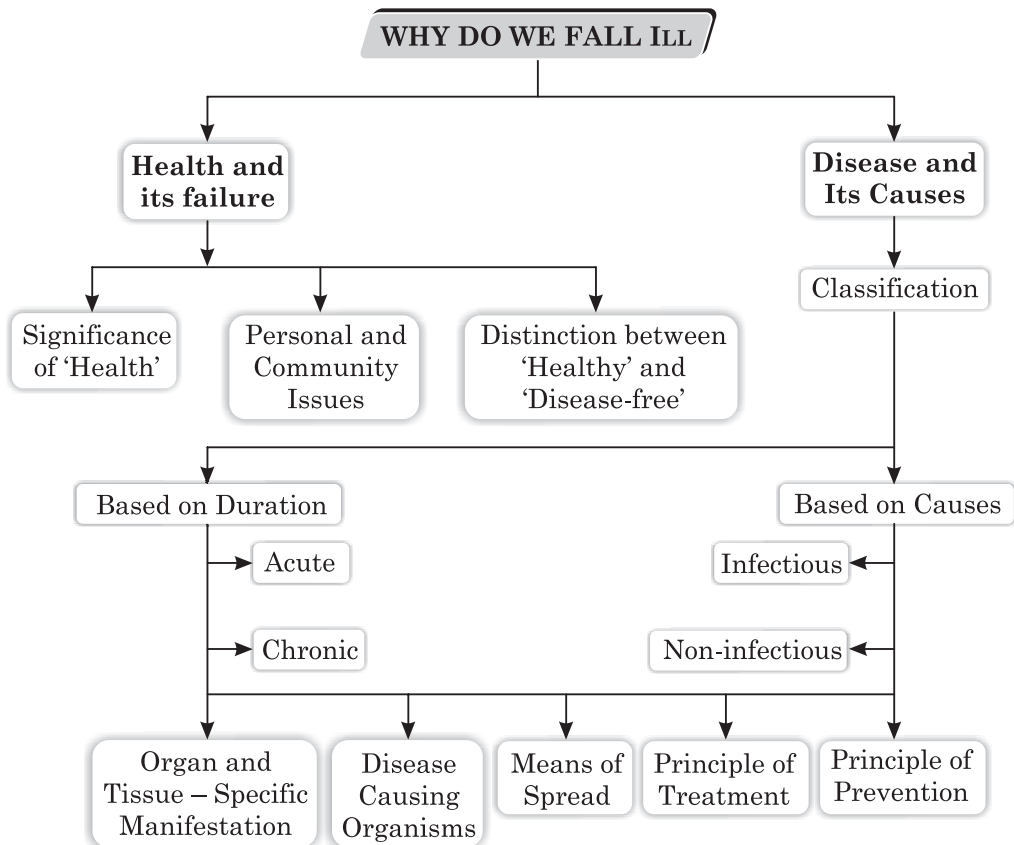 WHY DO WE FALL ILL
Health and
its failure
Disease and
Its Causes
Classification
Significance
of ‘Health’
Personal and
Community
Issues
Distinction between
‘Healthy’ and
‘Disease-free’
Based on Duration
Based on Causes
Acute
Infectious
Chronic
Non-infectious
Organ and
Tissue – Specific
Manifestation
Disease
Causing
Organisms
Means of
Spread
Principle of
Treatment
Principle of
Prevention